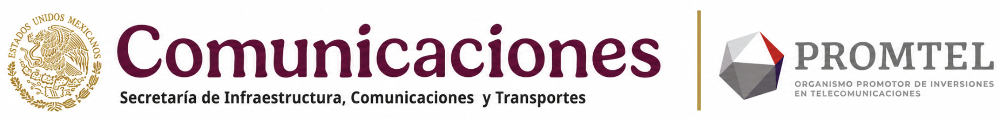 ESTADOS UNIDOS MEXICANOS
Comunicaciones
Secretaría de Infraestructura, Comunicaciones y Transportes
PROMTEL
ORGANISMO PROMOTOR DE INVERSIONES
EN TELECOMUNICACIONES